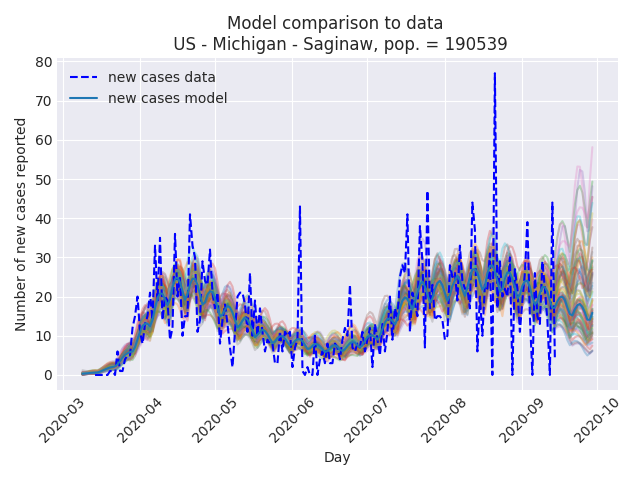 Model comparison to data
US - Michigan - Saginaw, pop. = 190539
new cases data
new cases model
Number of new cases reported
80
70
60
50
40
30
20
10
0
2020-03
2020-04
2020-05
2020-06
2020-07
2020-08
2020-09
2020-10
Day